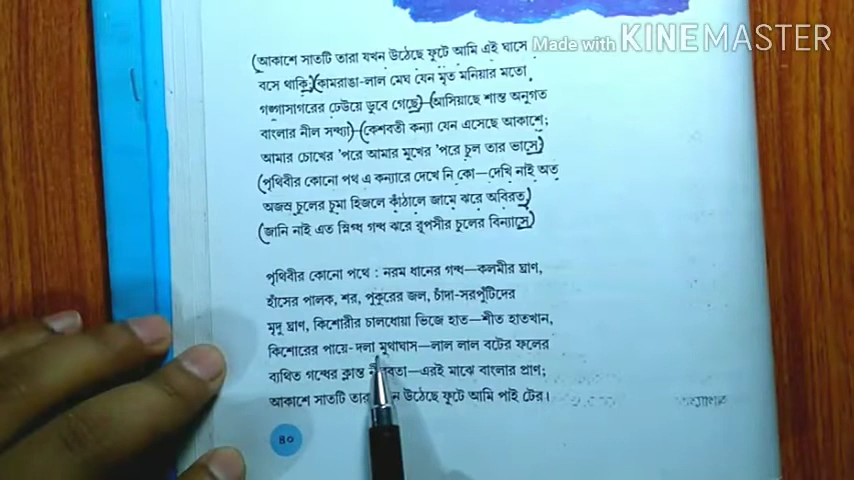 Made with KINEMASTER
(আকাশে সাতটি তারা যখন উঠেছে ফুটে আমি এই ঘাসে
বসে থাকি;)(কামরাঙা-লাল মেঘ যেন মৃত মনিয়ার মতো
গঙ্গাসাগরের ঢেউয়ে ডুবে গেছে)—(আসিয়াছে শান্ত অনুগত
বাংলার নীল সন্ধ্যা)—(কেশবতী কন্যা যেন এসেছে আকাশে;
আমার চোখের 'পরে আমার মুখের 'পরে চুল তার ভাসে)
(পৃথিবীর কোনো পথ এ কন্যারে দেখে নি কো—দেখি নাই অত
অজস্র চুলের চুমা হিজলে কাঁঠালে জামে ঝরে অবিরত,)
(জানি নাই এত স্নিগ্ধ গন্ধ ঝরে রূপসীর চুলের বিন্যাসে)
পৃথিবীর কোনো পথে : নরম ধানের গন্ধ—কলমীর ঘ্রাণ,
হাঁসের পালক, শর, পুকুরের জল, চাঁদা-সরপুঁটিদের
মৃদু ঘ্রাণ, কিশোরীর চালধোয়া ভিজে হাত—শীত হাতখান,
কিশোরের পায়ে-দলা মুথাঘাস—লাল লাল বটের ফলের
ব্যথিত গন্ধের ক্লান্ত নীরবতা—এরই মাঝে বাংলার প্রাণ;
আকাশে সাতটি তারা যখন উঠেছে ফুটে আমি পাই টের।
৪০